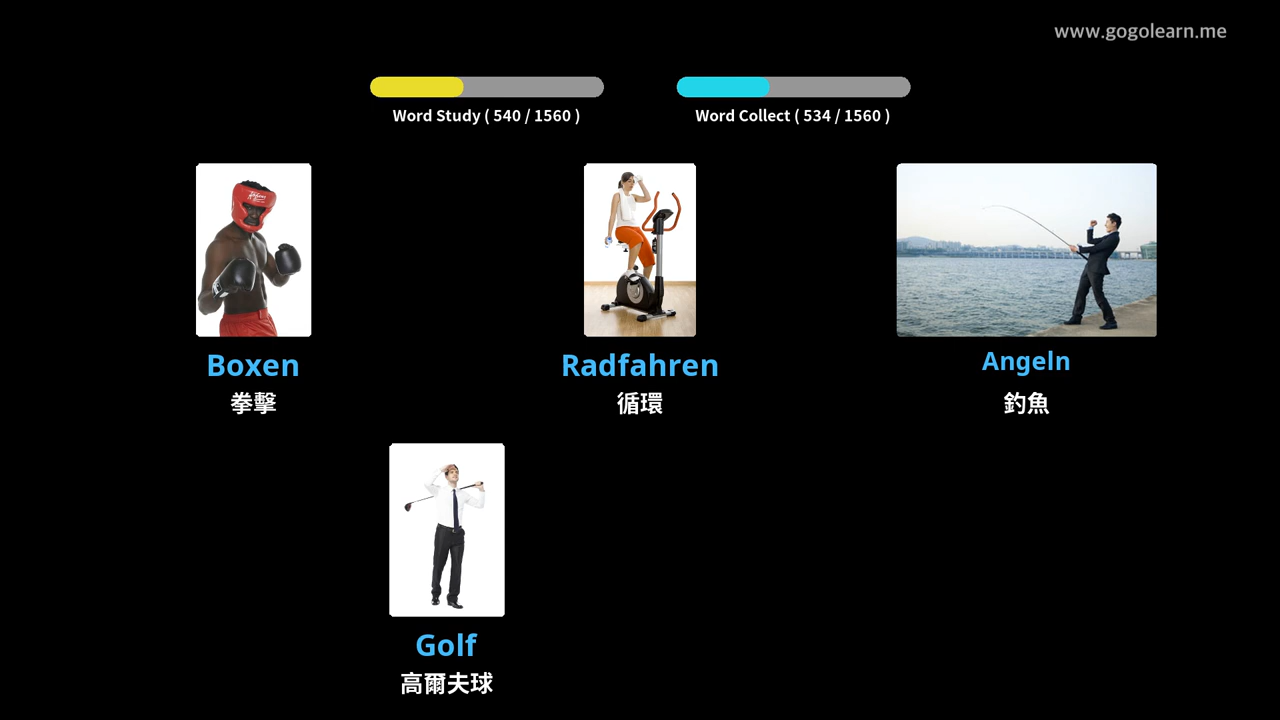 www.gogolearn.me
Word Study ( 540 / 1560 )
Word Collect ( 534 / 1560 )
Boxen
拳擊
Radfahren
循環
Angeln
釣魚
Golf
高爾夫球